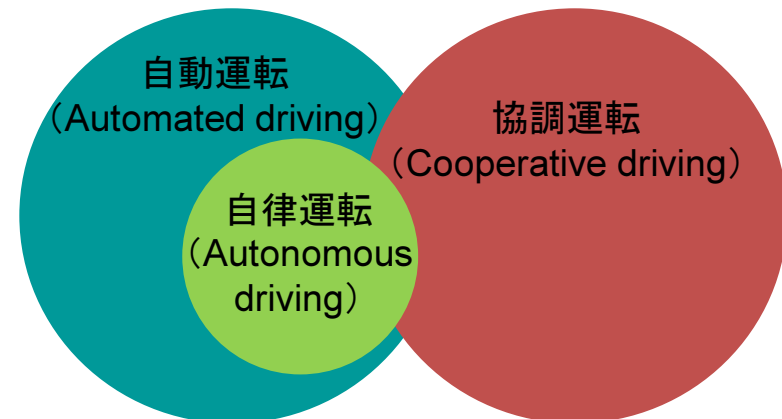 自動運転
（Automated driving）
協調運転
（Cooperative driving）
自律運転
（Autonomous
driving）